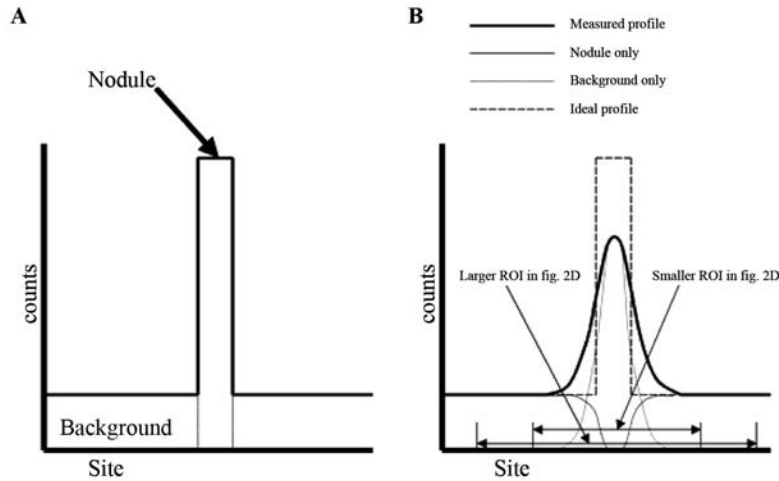 A
Nodule
counts
Background
Site
B
Measured profile
Nodule only
Background only
Ideal profile
Larger ROI in fig. 2D
Smaller ROI in fig. 2D
counts
Site